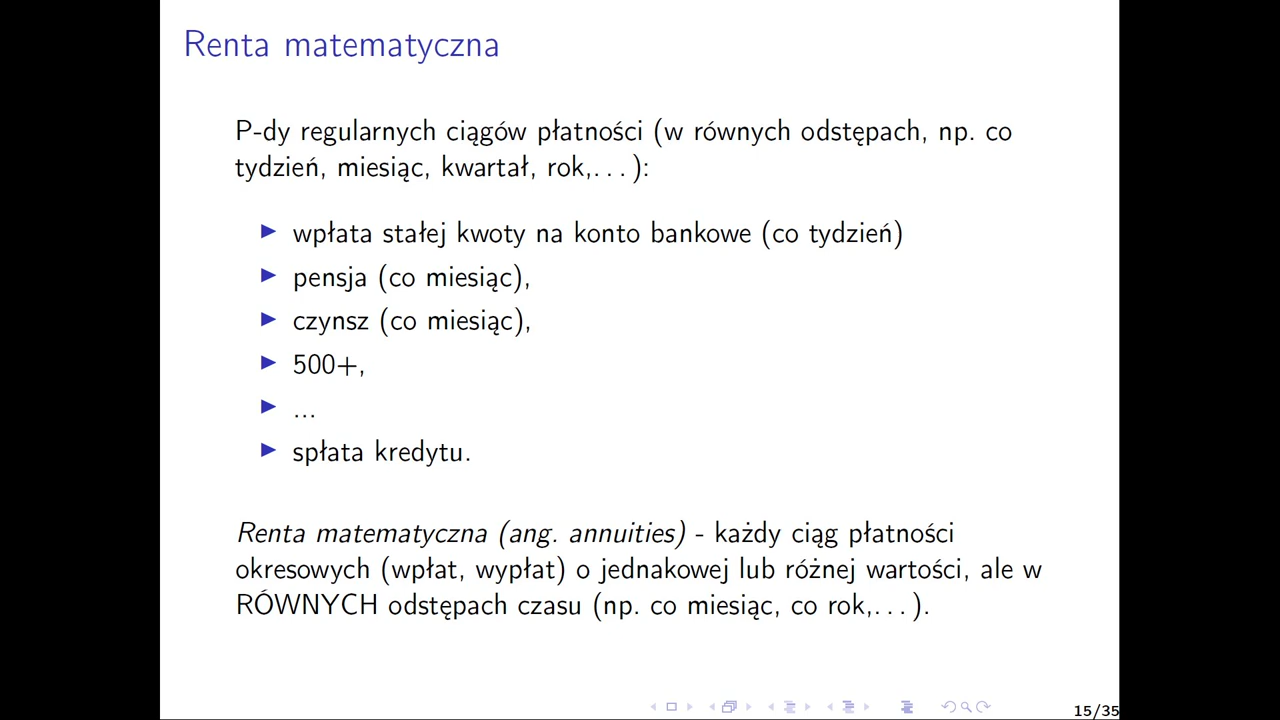 Renta matematyczna
P-dy regularnych ciągów płatności (w równych odstępach, np. co
tydzień, miesiąc, kwartał, rok,...):
wpłata stałej kwoty na konto bankowe (co tydzień)
pensja (co miesiąc),
czynsz (co miesiąc),
500+,
...
spłata kredytu.
Renta matematyczna (ang. annuities) - każdy ciąg płatności
okresowych (wpłat, wypłat) o jednakowej lub różnej wartości, ale w
RÓWNYCH odstępach czasu (np. co miesiąc, co rok,...).
15/35